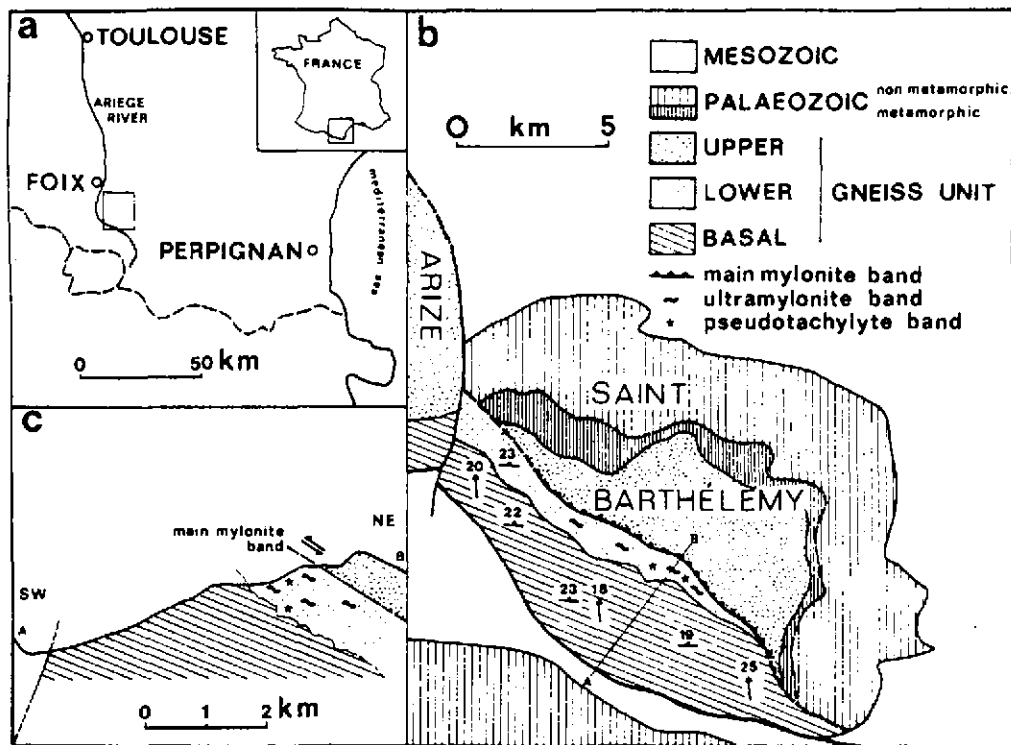 a
TOULOUSE
FRANCE
ARIEGE
RIVER
FOIX
mediterranean sea
PERPIGNAN
0 50 km
b
MESOZOIC
PALAEOZOIC non metamorphic
metamorphic
O km 5
UPPER
LOWER
BASAL
GNEISS UNIT
main mylonite band
ultramylonite band
pseudotachylyte band
ARIZE
SAINT
BARTHÉLEMY
23
20
22
B
23
18
19
A
25
c
NE
main mylonite
band
B
SW
A
0 1 2 km